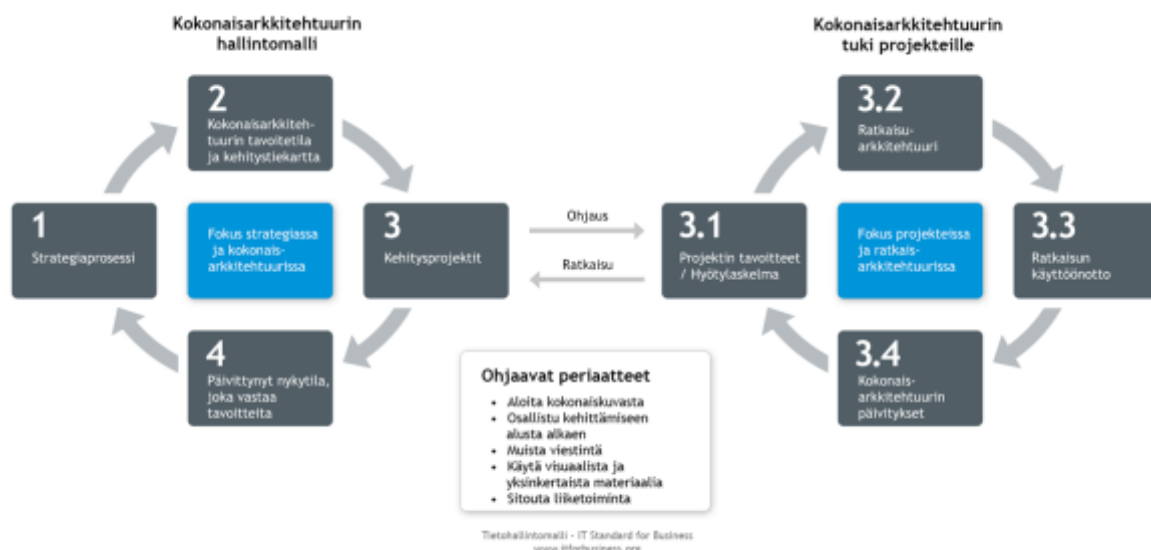 Kokonaisarkkitehtuurin
hallintomalli
2
Kokonaisarkkiteh-
tuurin tavoitetila
ja kehitystiekartta
1
Strategiaprosessi
Fokus strategiassa
ja kokonais-
arkkitehtuurissa
3
Kehitysprojektit
4
Päivittynyt nykytila,
joka vastaa
tavoitteita
Ohjaus
Ratkaisu
Kokonaisarkkitehtuurin
tuki projekteille
3.2
Ratkaisu-
arkkitehtuuri
3.1
Projektin tavoitteet
/ Hyötylaskelma
Fokus projekteissa
ja ratkais-
arkkitehtuurissa
3.3
Ratkaisun
käyttöönotto
3.4
Kokonais-
arkkitehtuurin
päivitykset
Ohjaavat periaatteet
• Aloita kokonaiskuvasta
• Osallistu kehittämiseen
alusta alkaen
• Muista viestintä
• Käytä visuaalista ja
yksinkertaista materiaalia
• Sitouta liiketoiminta
Tietohallintomalli - IT Standard for Business
www.itforbusiness.org